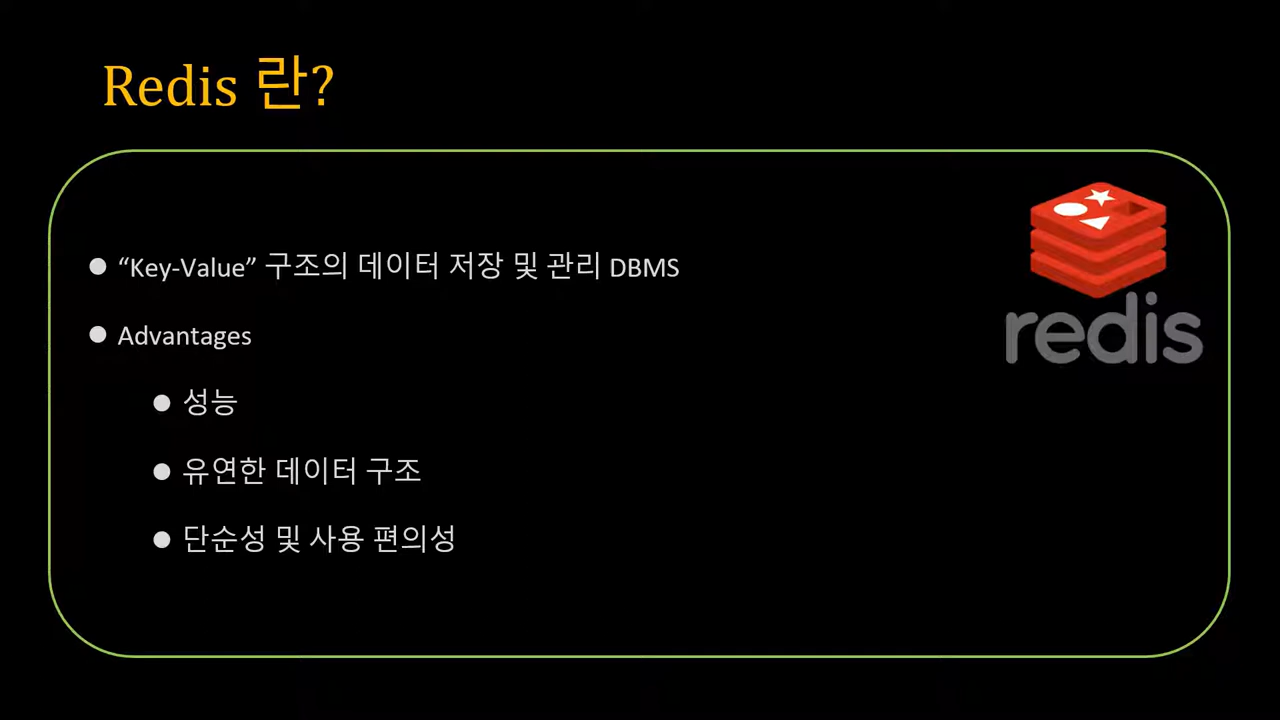 Redis 란?
“Key-Value” 구조의 데이터 저장 및 관리 DBMS
Advantages
성능
유연한 데이터 구조
단순성 및 사용 편의성
redis